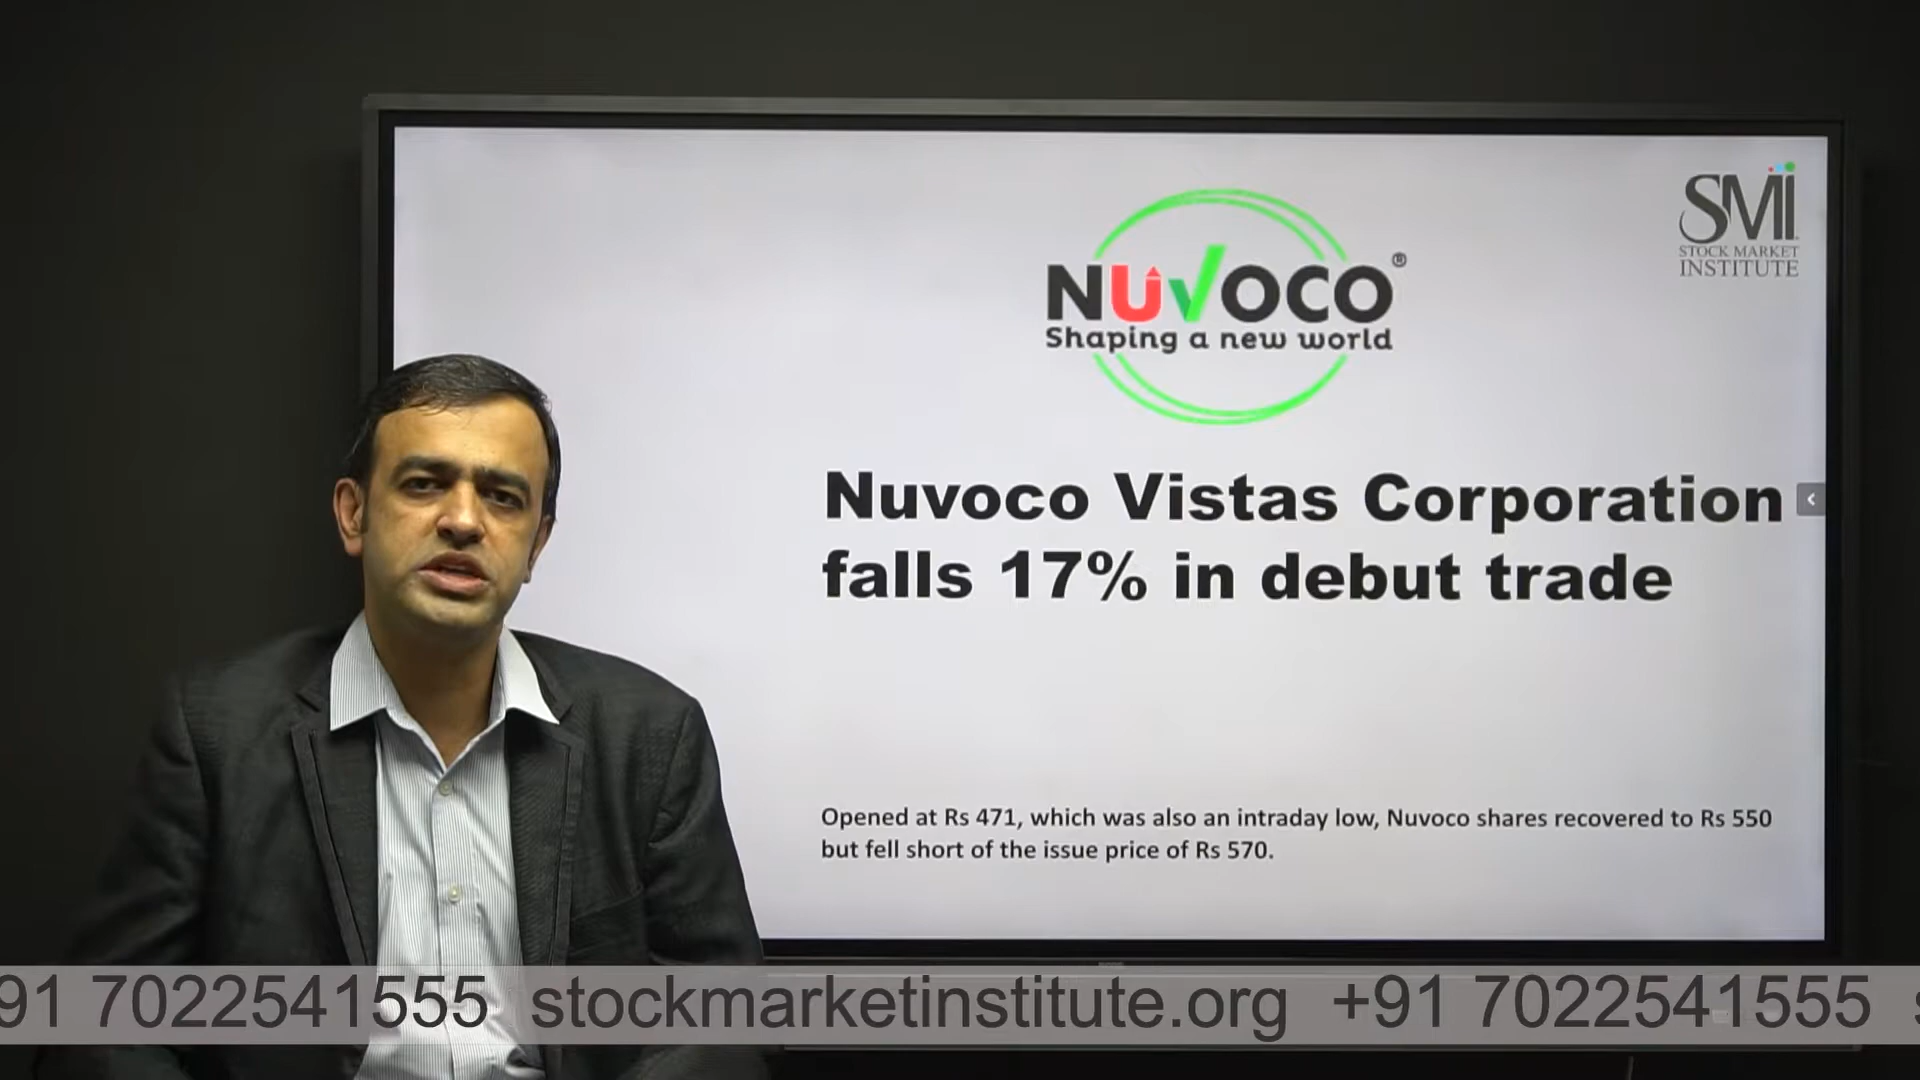 SMI
STOCK MARKET
INSTITUTE
NUVOCO®
Shaping a new world
Nuvoco Vistas Corporation
falls 17% in debut trade
Opened at Rs 471, which was also an intraday low, Nuvoco shares recovered to Rs 550
but fell short of the issue price of Rs 570.
91 7022541555 stockmarketinstitute.org +91 7022541555